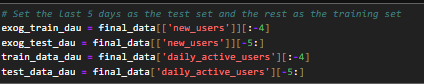 # Set the last 5 days as the test set and the rest as the training set
exog_train_dau = final_data[['new_users']][:-4]
exog_test_dau = final_data[['new_users']][-5:]
train_data_dau = final_data['daily_active_users'][:-4]
test_data_dau = final_data['daily_active_users'][-5:]